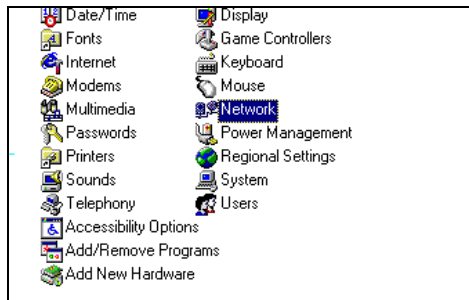 Date/Time
Fonts
Internet
Modems
Multimedia
Passwords
Printers
Sounds
Telephony
Accessibility Options
Add/Remove Programs
Add New Hardware
Display
Game Controllers
Keyboard
Mouse
Network
Power Management
Regional Settings
System
Users